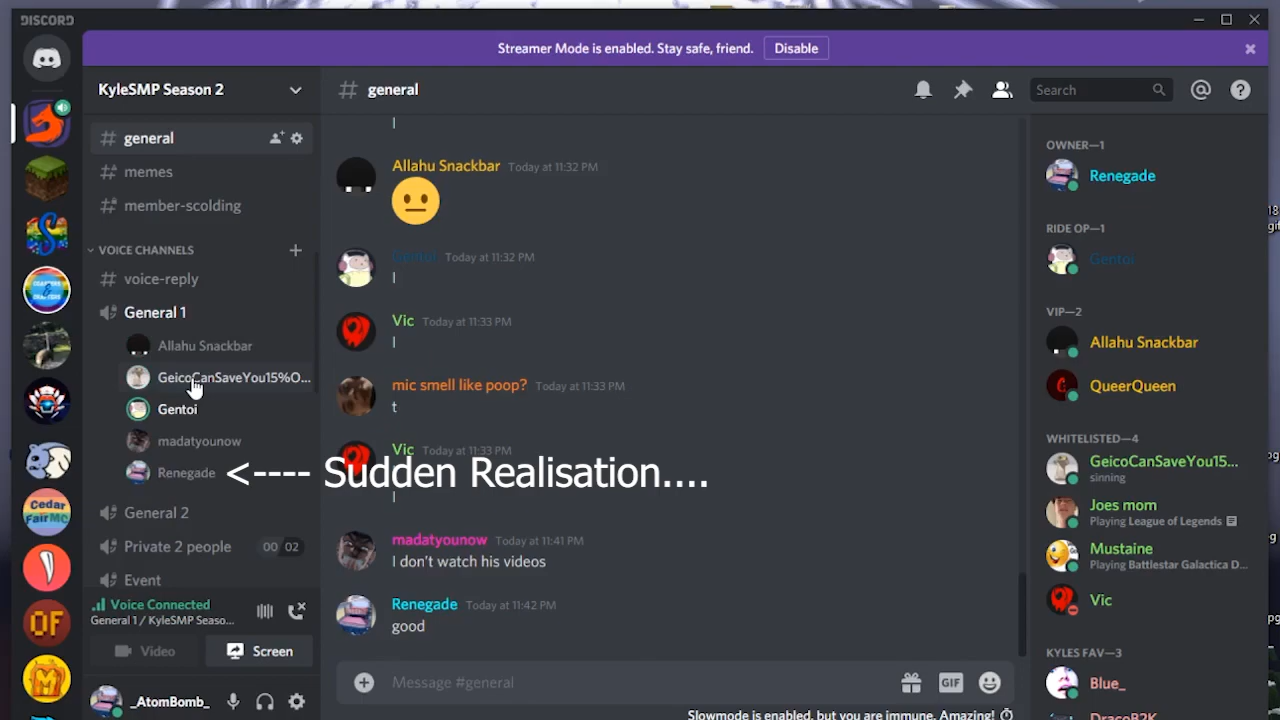 DISCORD
Streamer Mode is enabled. Stay safe, friend. Disable
KyleSMP Season 2
# general
Search
# general
# memes
# member-scolding
VOICE CHANNELS
# voice-reply
General 1
Allahu Snackbar
GeicoCanSaveYou15%O...
Gentoi
madatyounow
Renegade
<---- Sudden Realisation....
General 2
Private 2 people 00 02
Event
Voice Connected
General 1 / KyleSMP Seaso...
Video Screen
_AtomBomb_
l
Allahu Snackbar Today at 11:32 PM
Gentoi Today at 11:32 PM
l
Vic Today at 11:33 PM
l
mic smell like poop? Today at 11:33 PM
t
Vic Today at 11:33 PM
l
madatyounow Today at 11:41 PM
I don't watch his videos
Renegade Today at 11:42 PM
good
Message #general
GIF
Slowmode is enabled, but you are immune. Amazing!
OWNER—1
Renegade
RIDE OP—1
Gentoi
VIP—2
Allahu Snackbar
QueerQueen
WHITELISTED—4
GeicoCanSaveYou15...
sinning
Joes mom
Playing League of Legends
Mustaine
Playing Battlestar Galactica D...
Vic
KYLES FAV—3
Blue_
DracoB2K
Cedar
FairMC
OF